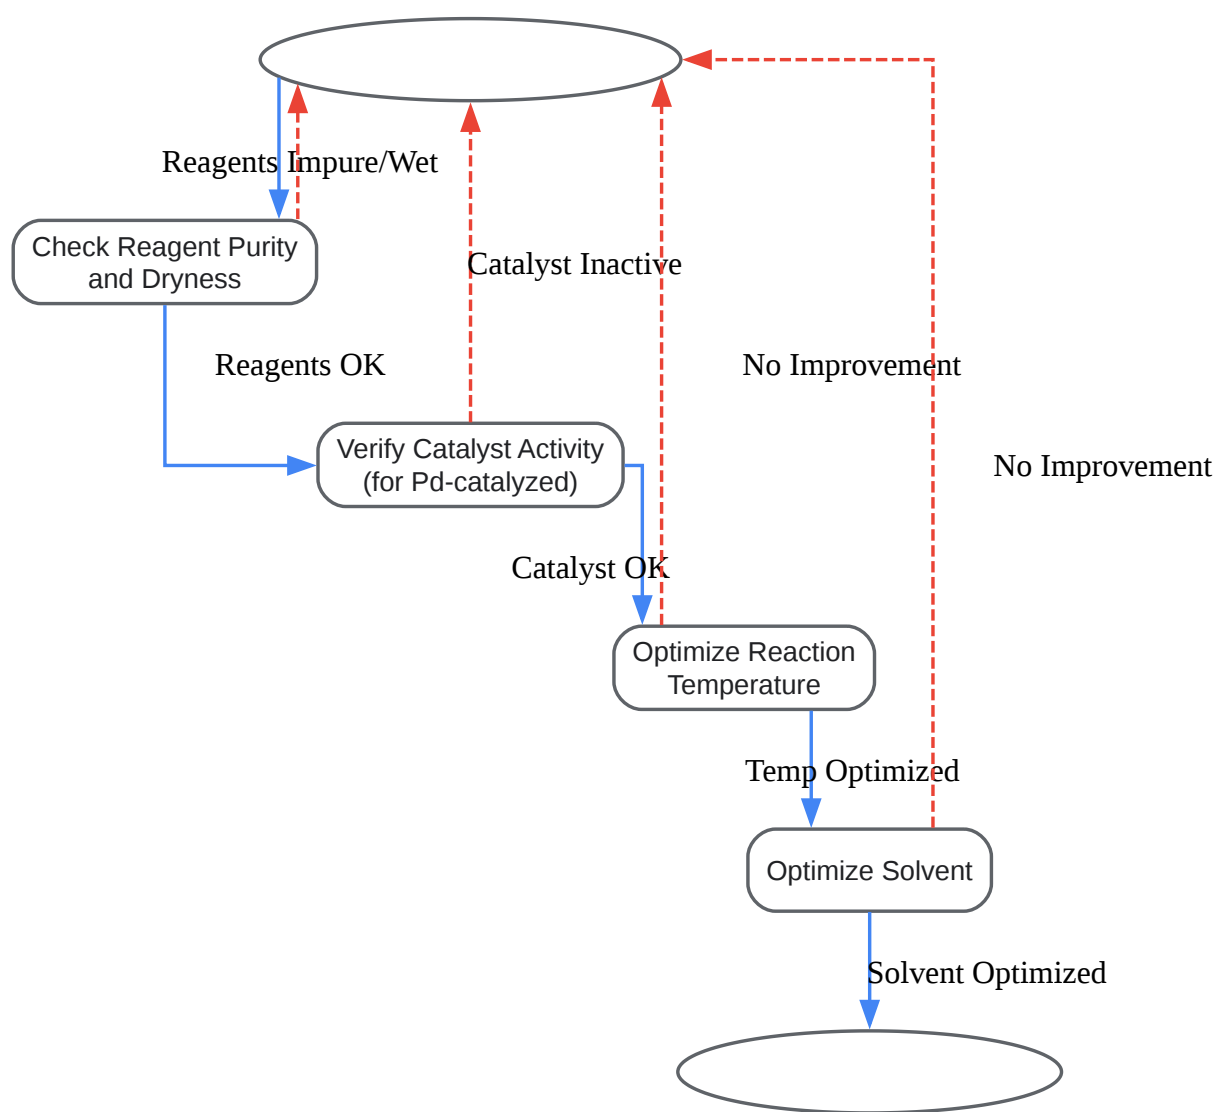 Reagents Impure/Wet
Check Reagent Purity
and Dryness
Catalyst Inactive
Reagents OK
No Improvement
Verify Catalyst Activity
(for Pd-catalyzed)
No Improvement
Catalyst OK
Optimize Reaction
Temperature
Temp Optimized
Optimize Solvent
Solvent Optimized